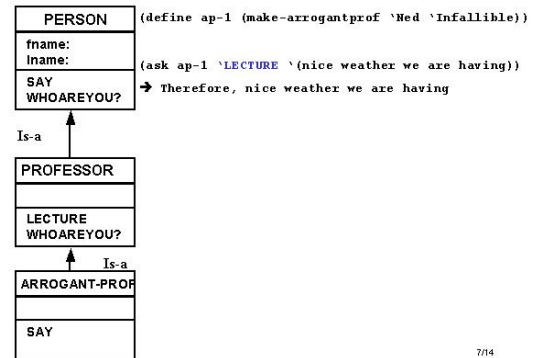 PERSON
fname:
lname:
SAY
WHOAREYOU?
Is-a
PROFESSOR
LECTURE
WHOAREYOU?
Is-a
ARROGANT-PROF
SAY
(define ap-1 (make-arrogantprof `Ned `Infallible))
(ask ap-1 `LECTURE `(nice weather we are having))
➔ Therefore, nice weather we are having
7/14